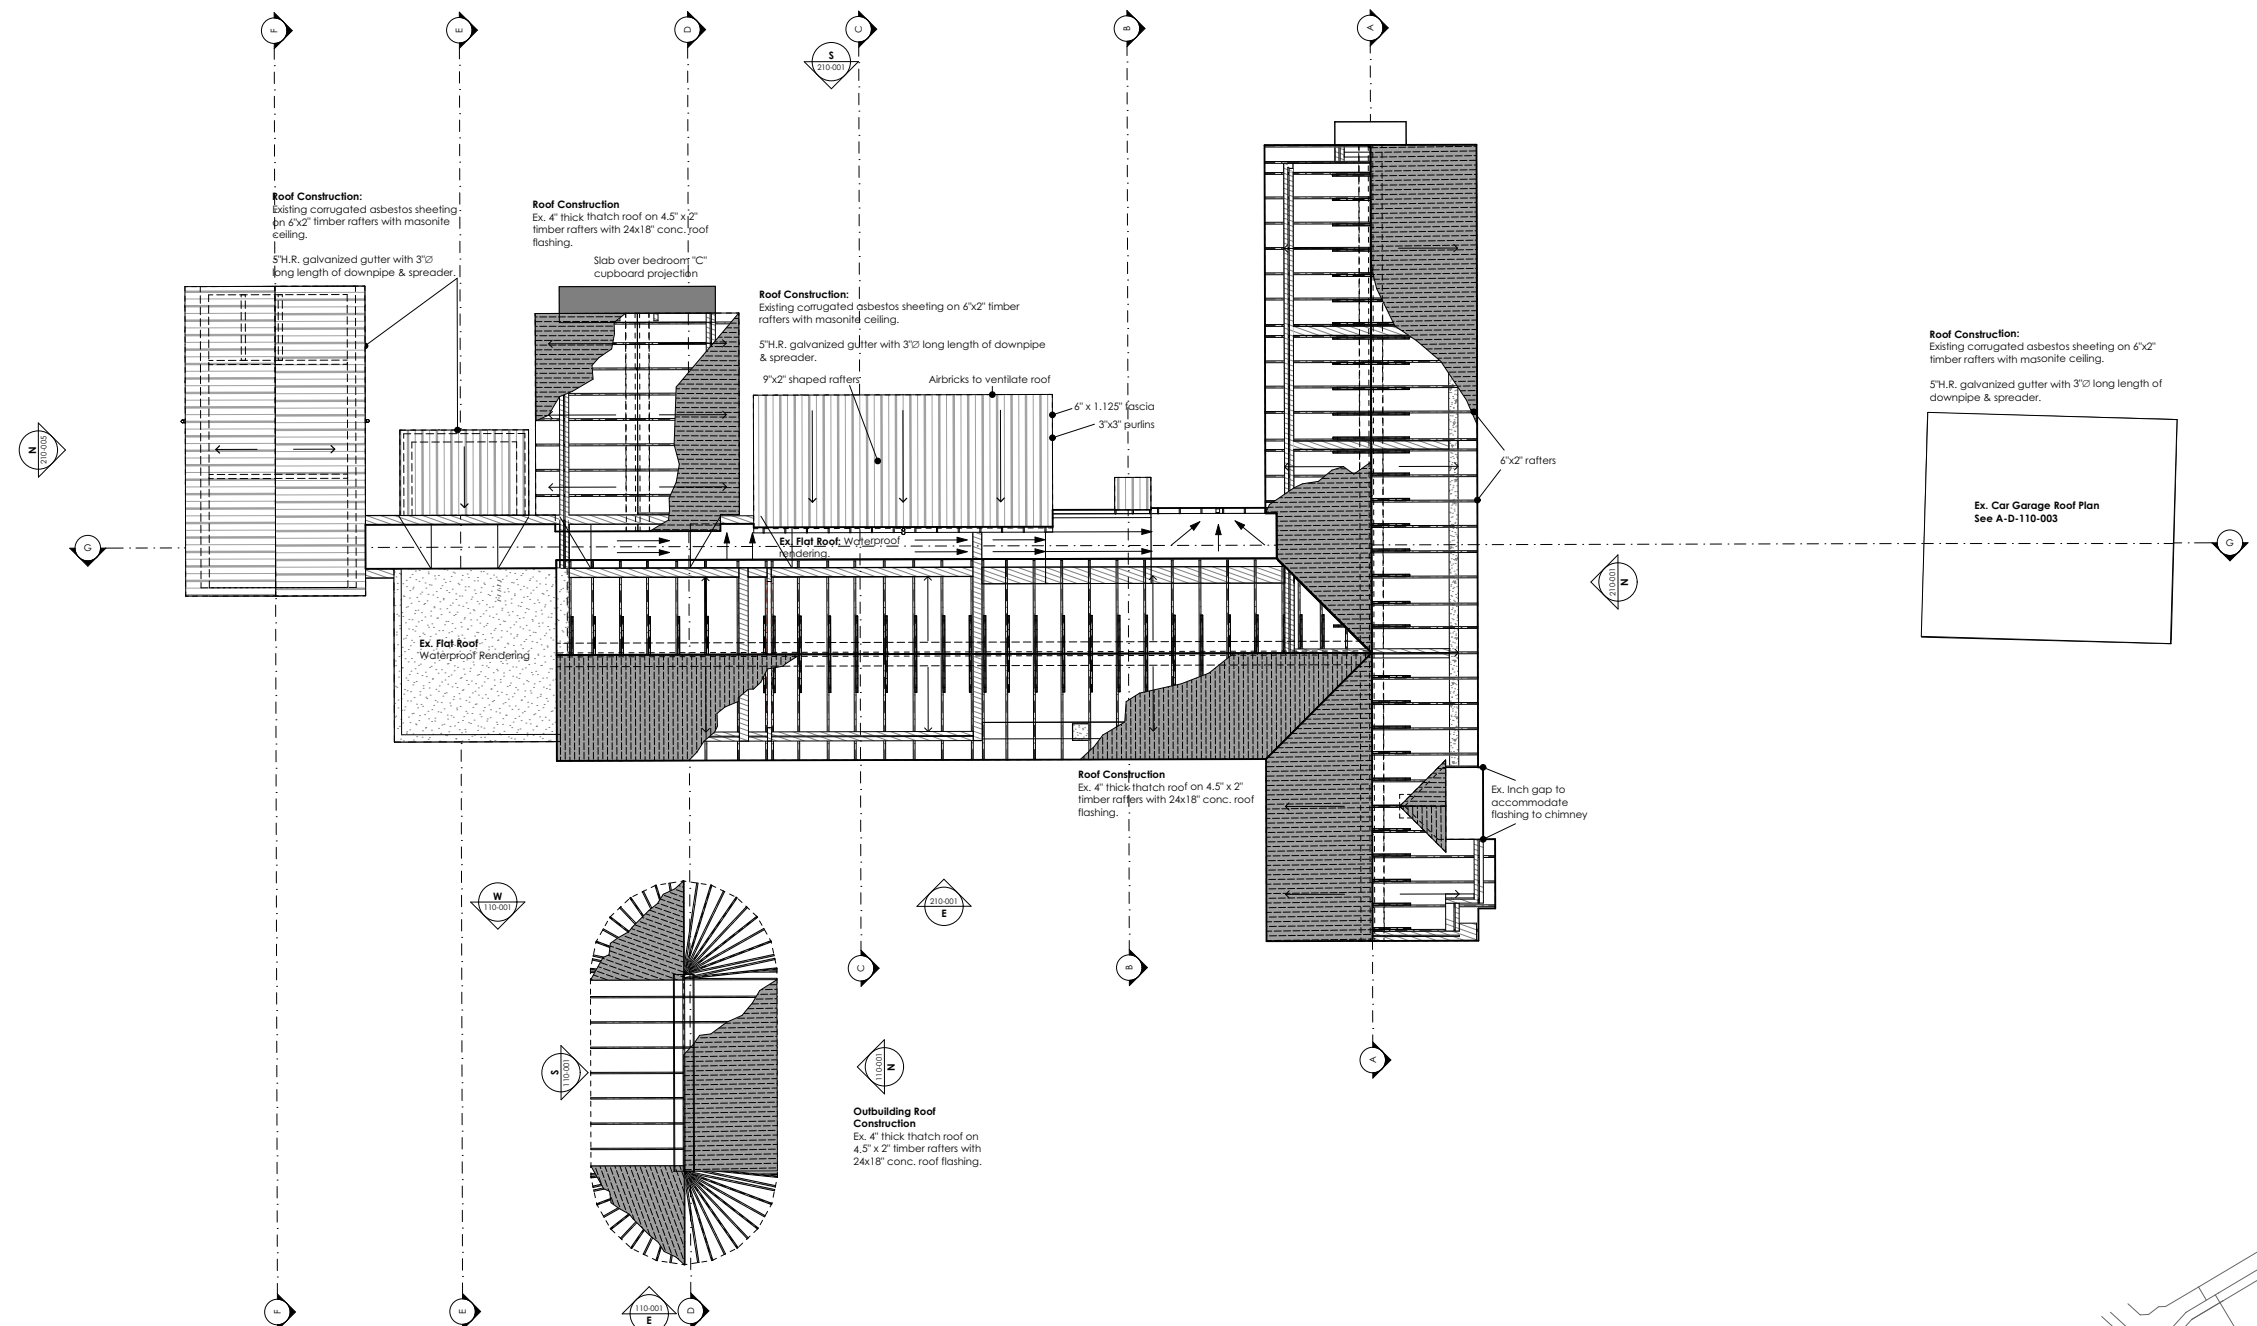 F
E
D
C
B
A
S
210-001
Roof Construction:
Existing corrugated asbestos sheeting
on 6"x2" timber rafters with masonite
ceiling.
5"H.R. galvanized gutter with 3"Ø
long length of downpipe & spreader.
Roof Construction
Ex. 4" thick thatch roof on 4.5" x 2"
timber rafters with 24x18" conc. roof
flashing.
Slab over bedroom "C"
cupboard projection
Roof Construction:
Existing corrugated asbestos sheeting on 6"x2" timber
rafters with masonite ceiling.
5"H.R. galvanized gutter with 3"Ø long length of downpipe
& spreader.
9"x2" shaped rafters
Airbricks to ventilate roof
6" x 1.125" fascia
3"x3" purlins
Roof Construction:
Existing corrugated asbestos sheeting on 6"x2"
timber rafters with masonite ceiling.
5"H.R. galvanized gutter with 3"Ø long length of
downpipe & spreader.
N
210-005
6"x2" rafters
Ex. Car Garage Roof Plan
See A-D-110-003
G
Ex. Flat Roof: Waterproof
rendering.
G
210-001
N
Ex. Flat Roof
Waterproof Rendering
Roof Construction
Ex. 4" thick thatch roof on 4.5" x 2"
timber rafters with 24x18" conc. roof
flashing.
Ex. Inch gap to
accommodate
flashing to chimney
W
110-001
210-001
E
C
B
A
S
110-001
110-001
N
Outbuilding Roof
Construction
Ex. 4" thick thatch roof on
4.5" x 2" timber rafters with
24x18" conc. roof flashing.
F
E
110-001
E
D